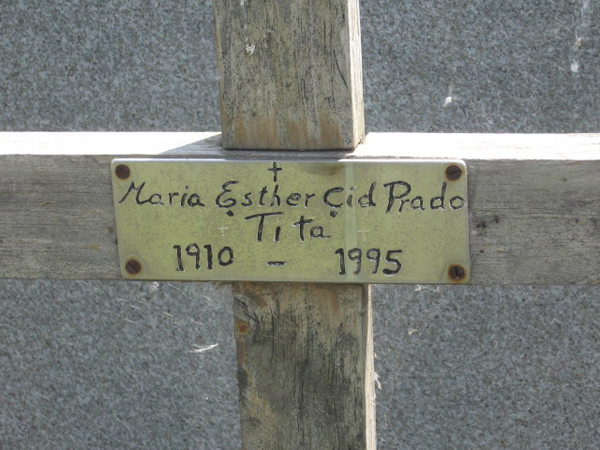 Maria Esther Cid Prado
"Tita"
1910 - 1995